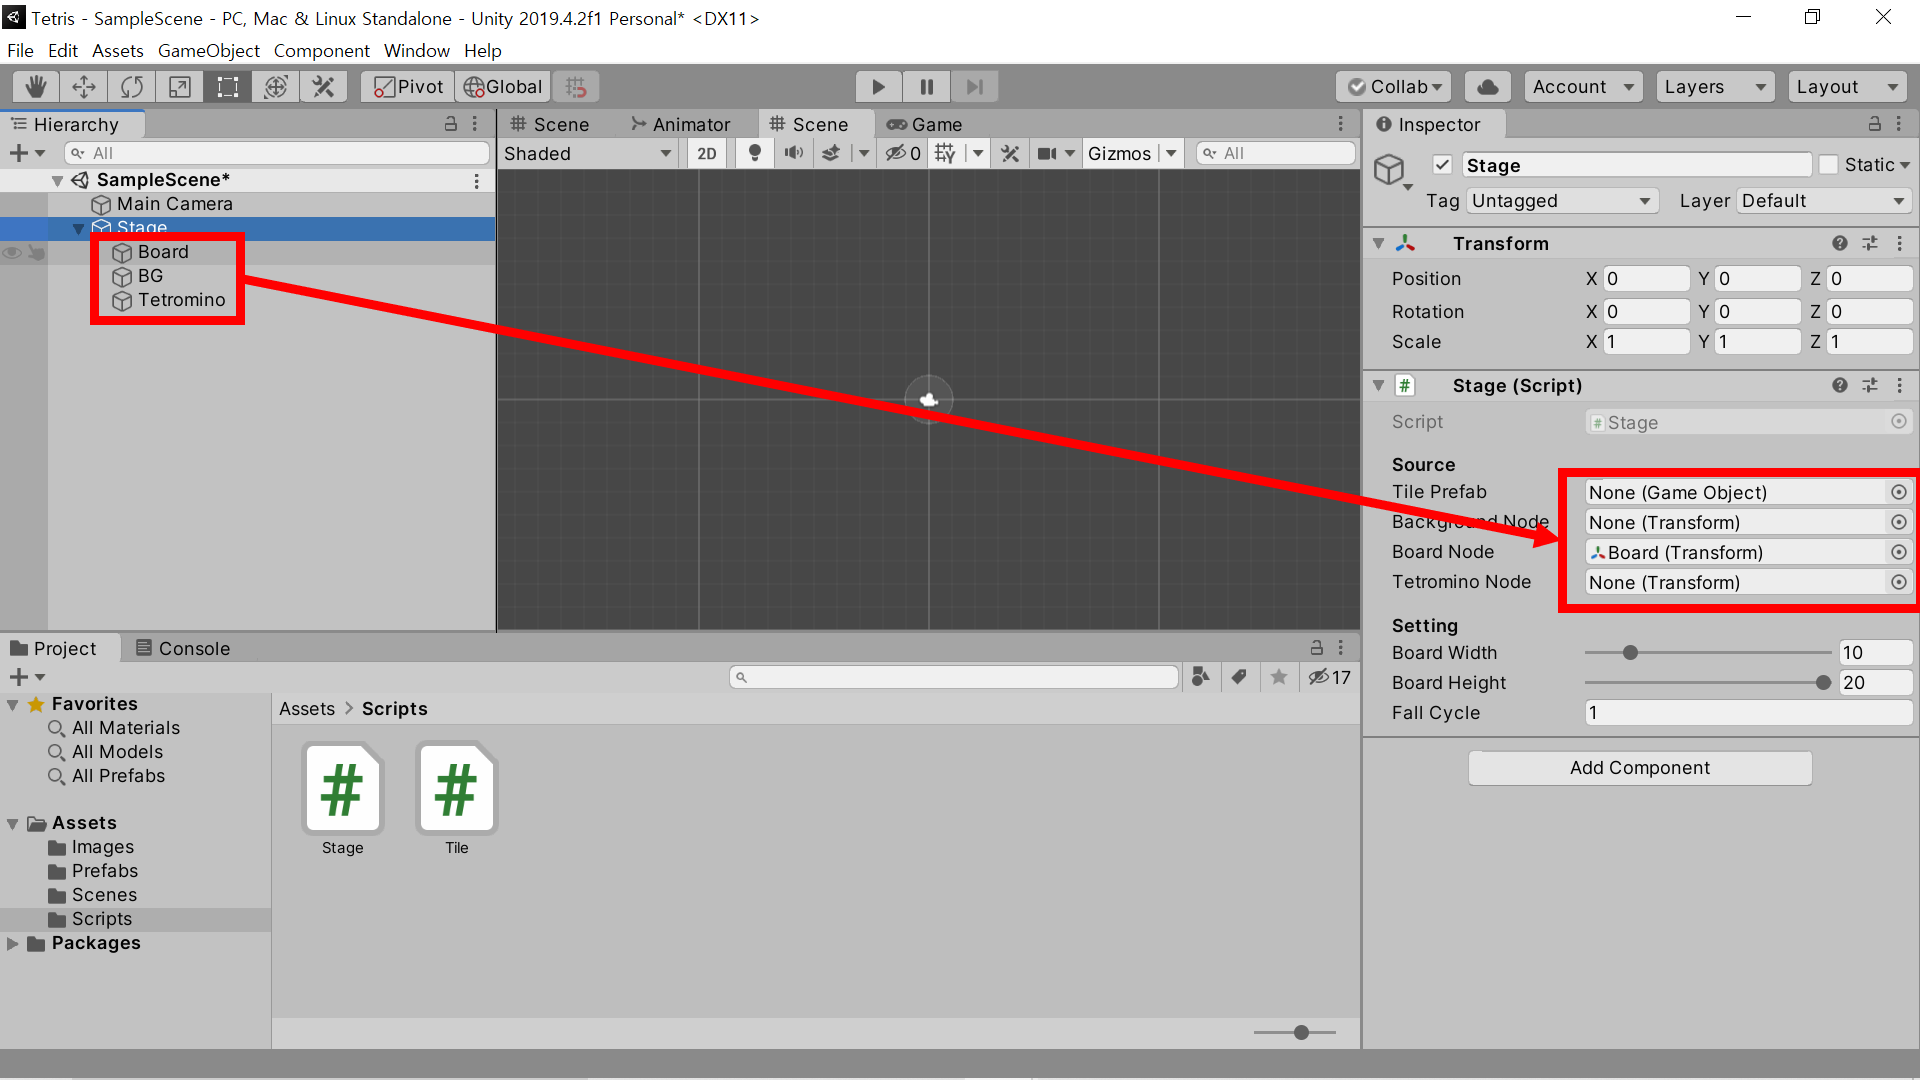 Tetris - SampleScene - PC, Mac & Linux Standalone - Unity 2019.4.2f1 Personal* <DX11>
File Edit Assets GameObject Component Window Help
Pivot Global Collab Account Layers Layout
Hierarchy
All
SampleScene*
Main Camera
Stage
Board
BG
Tetromino
Scene Animator Scene Game
Shaded 2D 0 Gizmos All
Inspector
Stage Static
Tag Untagged Layer Default
Transform
Position X 0 Y 0 Z 0
Rotation X 0 Y 0 Z 0
Scale X 1 Y 1 Z 1
# Stage (Script)
Script # Stage
Source
Tile Prefab None (Game Object)
Background Node None (Transform)
Board Node Board (Transform)
Tetromino Node None (Transform)
Setting
Board Width 10
Board Height 20
Fall Cycle 1
Add Component
Project Console
17
Favorites
All Materials
All Models
All Prefabs
Assets
Images
Prefabs
Scenes
Scripts
Packages
Assets > Scripts
# #
Stage Tile